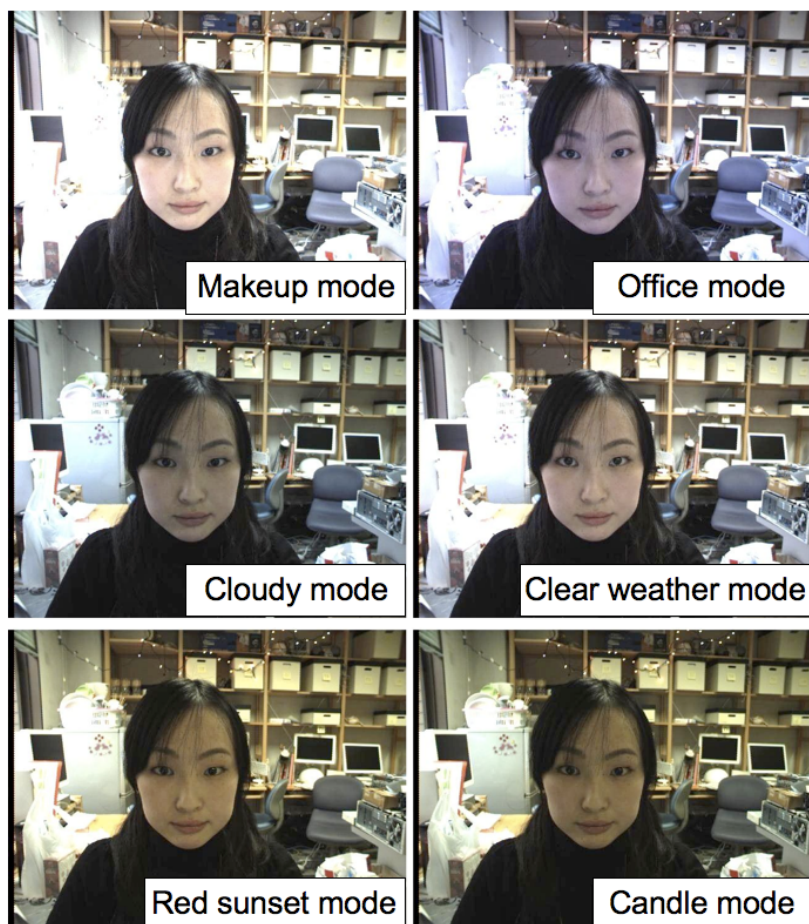 Makeup mode
Office mode
Cloudy mode
Clear weather mode
Red sunset mode
Candle mode